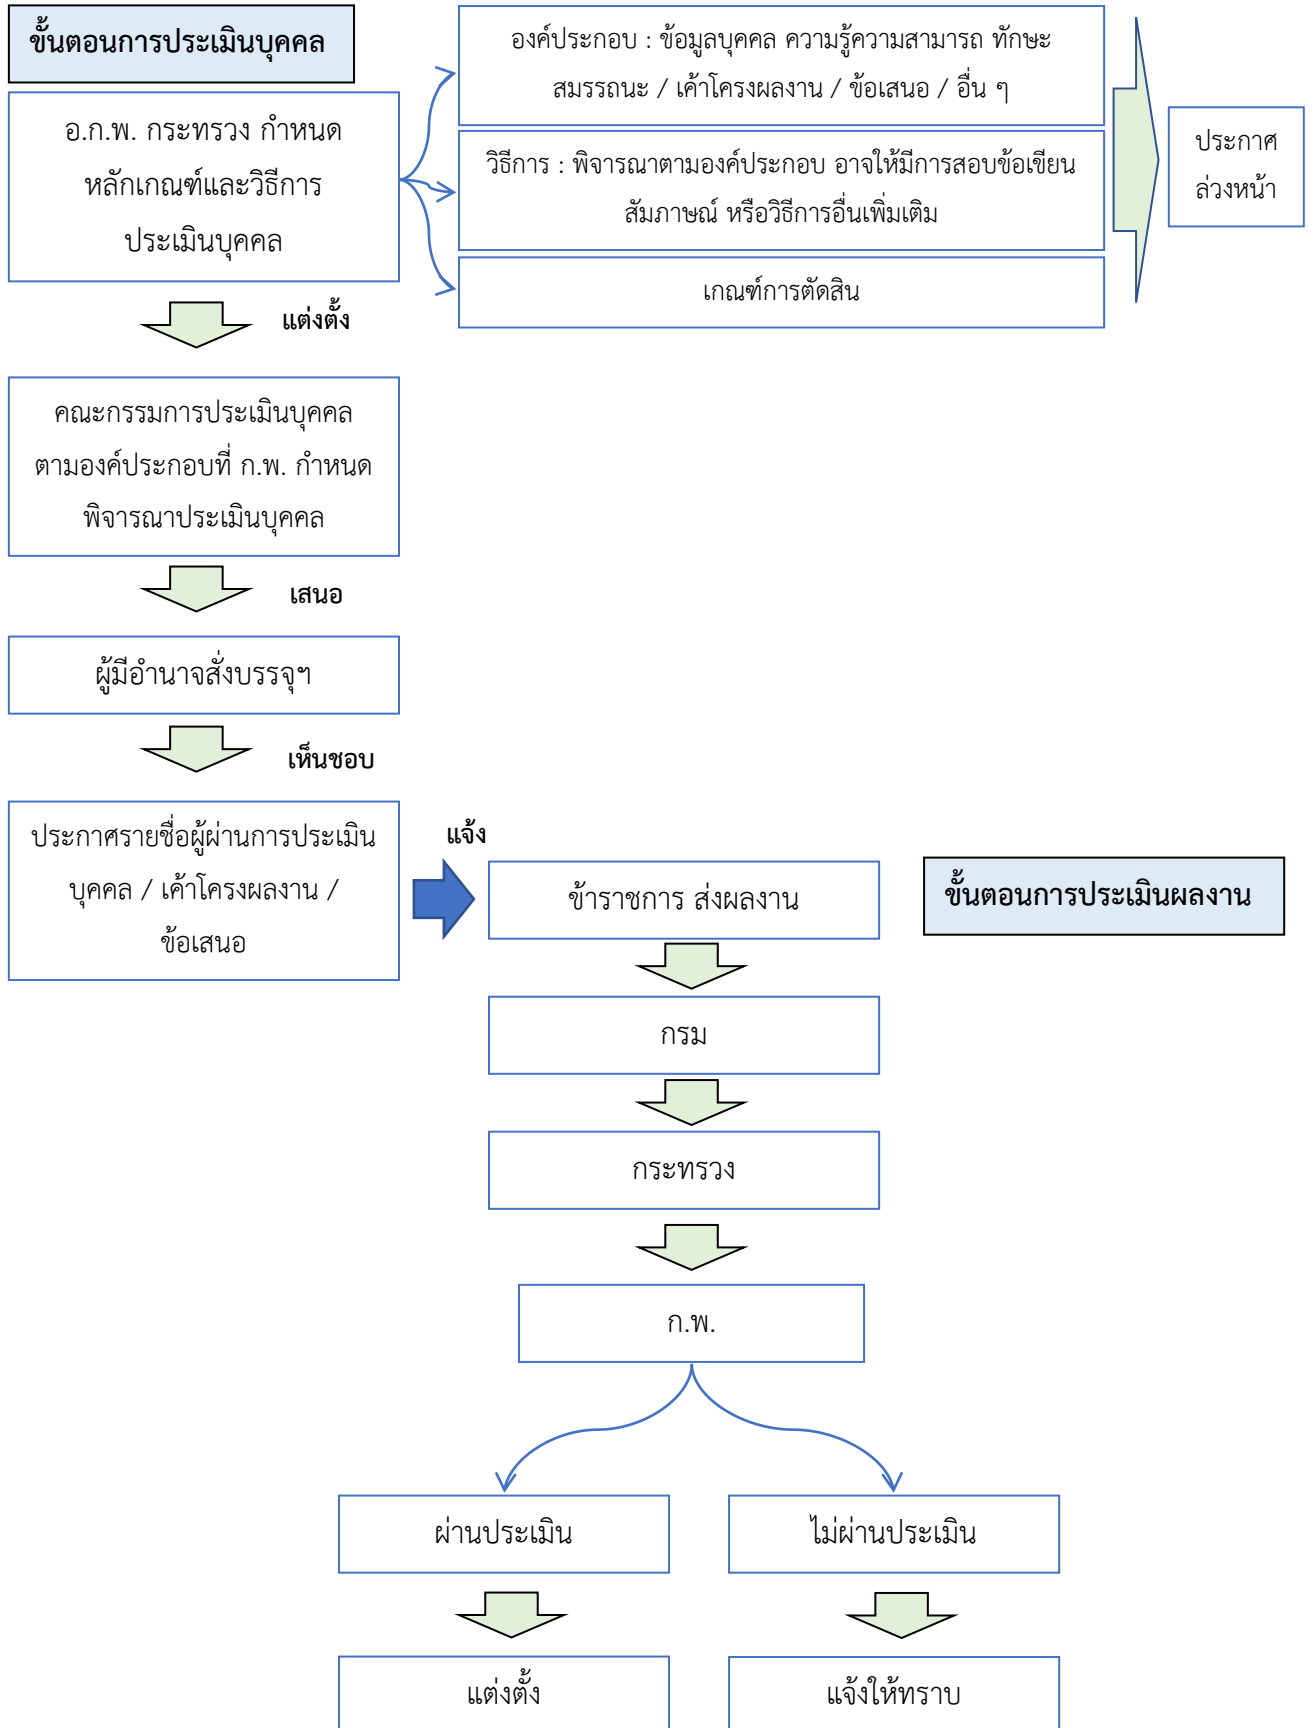 ขั้นตอนการประเมินบุคคล
อ.ก.พ. กระทรวง กำหนด
หลักเกณฑ์และวิธีการ
ประเมินบุคคล
องค์ประกอบ : ข้อมูลบุคคล ความรู้ความสามารถ ทักษะ
สมรรถนะ / เค้าโครงผลงาน / ข้อเสนอ / อื่น ๆ
วิธีการ : พิจารณาตามองค์ประกอบ อาจให้มีการสอบข้อเขียน
สัมภาษณ์ หรือวิธีการอื่นเพิ่มเติม
เกณฑ์การตัดสิน
ประกาศ
ล่วงหน้า
แต่งตั้ง
คณะกรรมการประเมินบุคคล
ตามองค์ประกอบที่ ก.พ. กำหนด
พิจารณาประเมินบุคคล
เสนอ
ผู้มีอำนาจสั่งบรรจุฯ
เห็นชอบ
ประกาศรายชื่อผู้ผ่านการประเมิน
บุคคล / เค้าโครงผลงาน /
ข้อเสนอ
แจ้ง
ข้าราชการ ส่งผลงาน
ขั้นตอนการประเมินผลงาน
กรม
กระทรวง
ก.พ.
ผ่านประเมิน
ไม่ผ่านประเมิน
แต่งตั้ง
แจ้งให้ทราบ